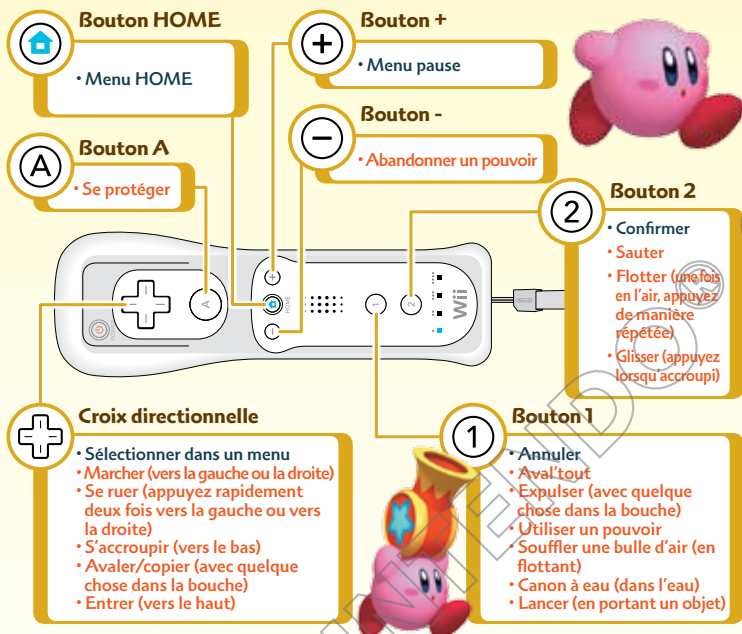 Bouton HOME
• Menu HOME
Bouton +
• Menu pause
Bouton -
• Abandonner un pouvoir
A
Bouton A
• Se protéger
2
Bouton 2
• Confirmer
• Sauter
• Flotter (une fois
en l'air, appuyez
de manière
répétée)
• Glisser (appuyez
lorsqu'accroupi)
A
HOME
1
2
Wii
Croix directionnelle
• Sélectionner dans un menu
• Marcher (vers la gauche ou la droite)
• Se ruer (appuyez rapidement
deux fois vers la gauche ou vers
la droite)
• S'accroupir (vers le bas)
• Avaler/copier (avec quelque
chose dans la bouche)
• Entrer (vers le haut)
1
Bouton 1
• Annuler
• Aval'tout
• Expulser (avec quelque
chose dans la bouche)
• Utiliser un pouvoir
• Souffler une bulle d'air (en
flottant)
• Canon à eau (dans l'eau)
• Lancer (en portant un objet)
NINTENDO®